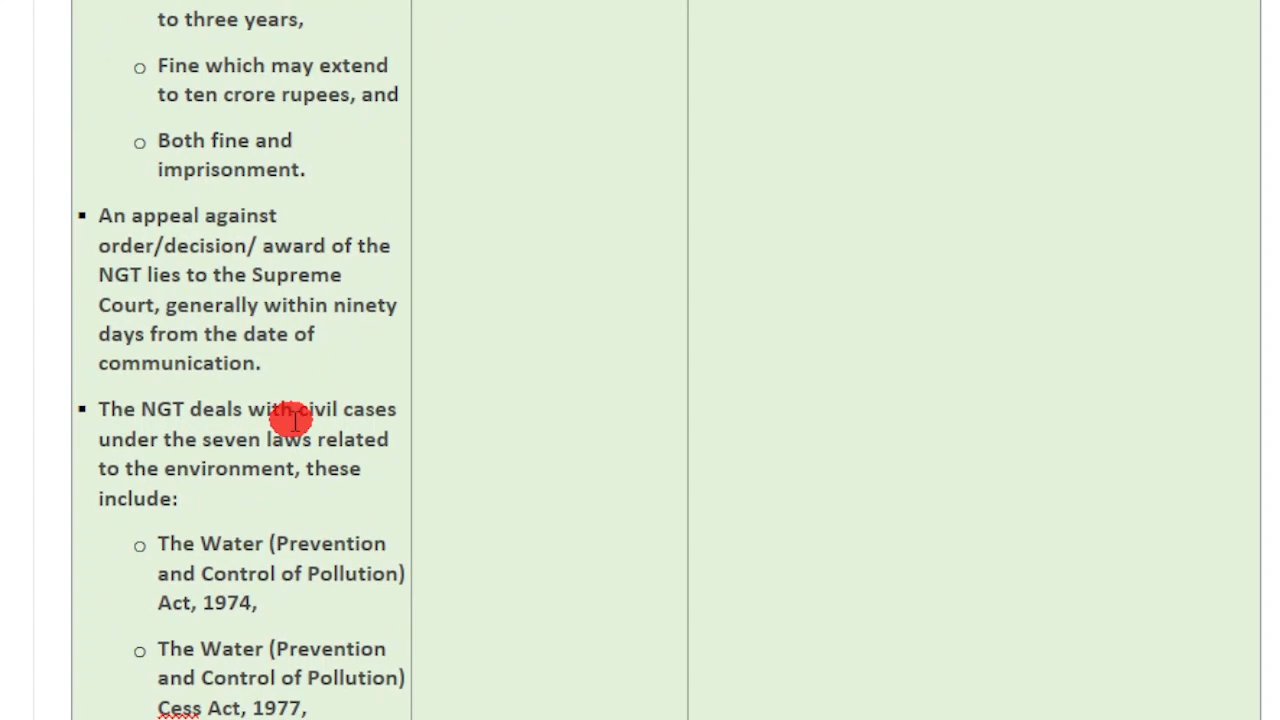 to three years,
Fine which may extend
to ten crore rupees, and
Both fine and
imprisonment.
An appeal against
order/decision/ award of the
NGT lies to the Supreme
Court, generally within ninety
days from the date of
communication.
The NGT deals with civil cases
under the seven laws related
to the environment, these
include:
The Water (Prevention
and Control of Pollution)
Act, 1974,
The Water (Prevention
and Control of Pollution)
Cess Act, 1977,